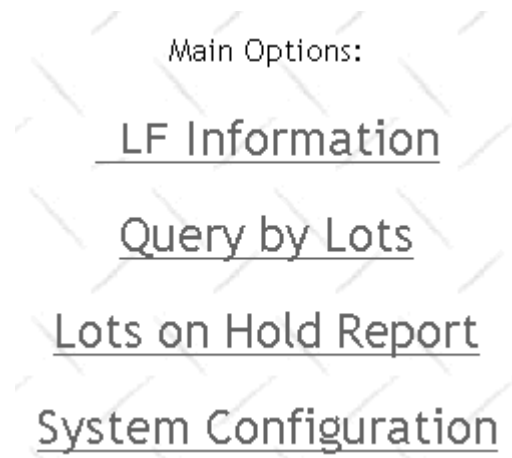 Main Options:
LF Information
Query by Lots
Lots on Hold Report
System Configuration